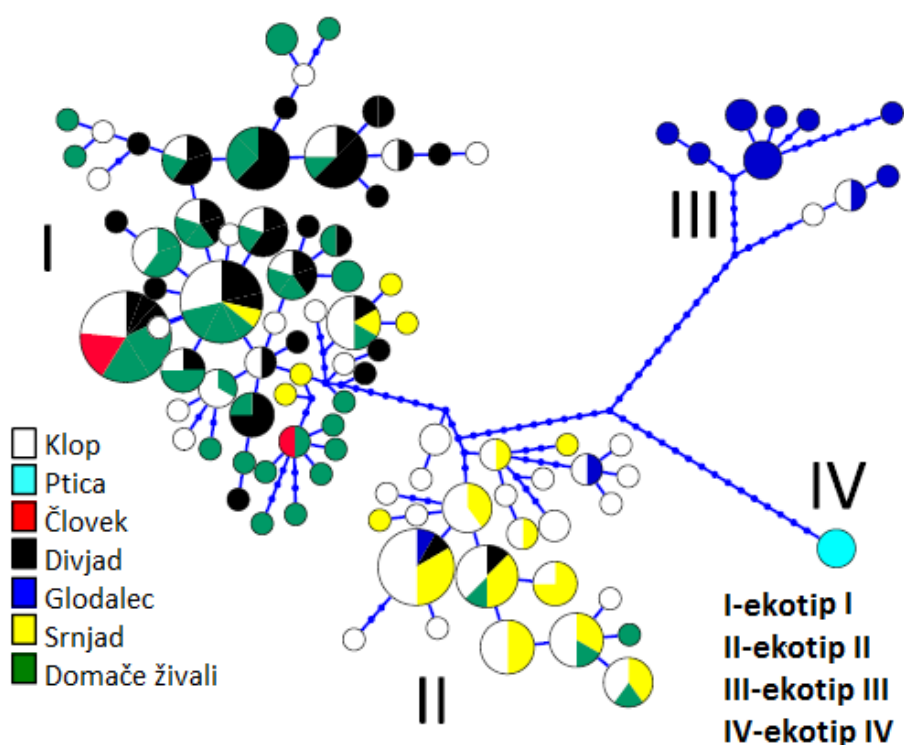 I
III
IV
II
Klop
Ptica
Človek
Divjad
Glodalec
Srnjad
Domače živali
I-ekotip I
II-ekotip II
III-ekotip III
IV-ekotip IV